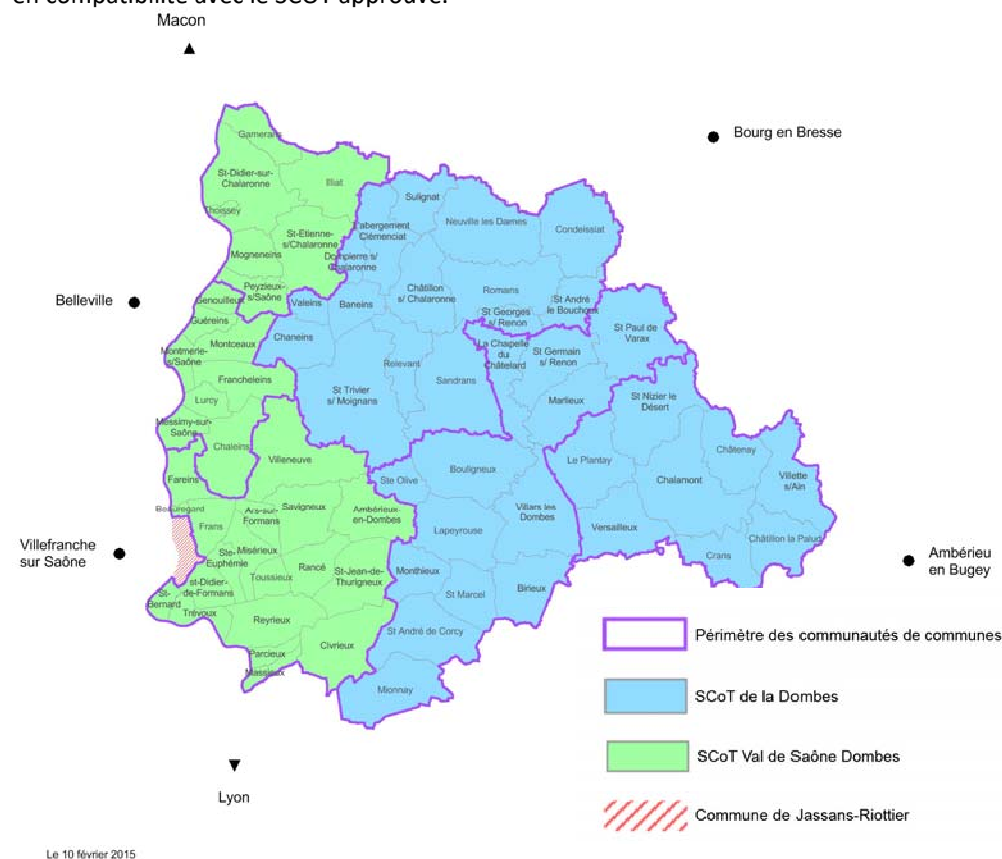 en compatibilité avec le SCOT approuvé.
Macon
Bourg en Bresse
Garnerans
St-Didier-sur-
Chalaronne
Illiat
Thoissey
Sulignat
Neuville les Dames
Condeissiat
L'abergement
Clémenciat
St-Etienne-
s/Chalaronne
Mogneneins
Dompierre s/
Chalaronne
Belleville
Peyzieux-
s/Saône
Genouilleux
Valeins
Baneins
Châtillon
s/ Chalaronne
Romans
St André
le Bouchoux
St Georges
s/ Renon
Guéreins
Montceaux
Chaneins
St Paul de
Varax
La Chapelle
du
Châtelard
St Germain
s/ Renon
Montmerle-
s/Saône
Relevant
Francheleins
Sandrans
St Trivier
s/ Moignans
Marlieux
St Nizier le
Désert
Lurcy
Messimy-sur-
Saône
Chaleins
Villeneuve
Châtenay
Le Plantay
Bouligneux
Fareins
Ste Olive
Chalamont
Villette
s/Ain
Beauregard
Frans
Ars-sur-
Formans
Savigneux
Ambérieux
en-Dombes
Villars les
Dombes
Lapeyrouse
Versailleux
Châtillon la Palud
Villefranche
sur Saône
Ste-
Euphémie
Misérieux
Crans
Ambérieu
en Bugey
Rancé
St-Jean-de-
Thurigneux
Monthieux
Toussieux
st-Didier-
de-Formans
St-
Bernard
Trévoux
St Marcel
Birieux
Reyrieux
St André de Corcy
Civrieux
Parcieux
Massieux
Mionnay
Périmètre des communautés de communes
SCoT de la Dombes
SCoT Val de Saône Dombes
Commune de Jassans-Riottier
Lyon
Le 10 février 2015